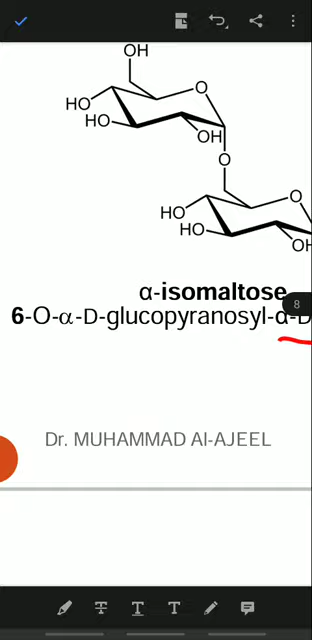 OH
O
HO
HO
OH
O
O
HO
HO
OH
α-isomaltose
8
6-O-α-D-glucopyranosyl-α-D
Dr. MUHAMMAD Al-AJEEL
T
T
T